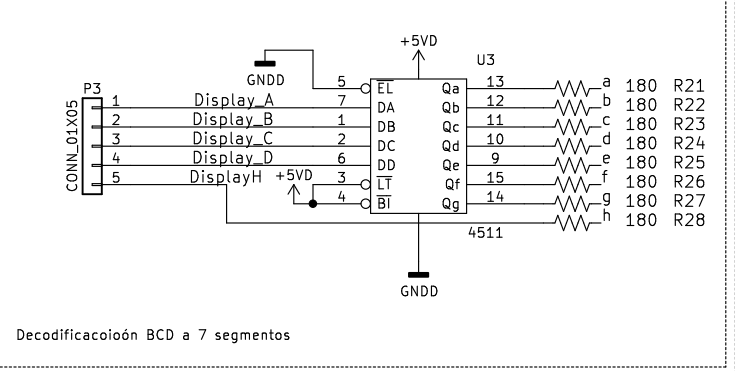 +5VD
U3
GNDD
P3
CONN_01X05
1 Display_A
2 Display_B
3 Display_C
4 Display_D
5 DisplayH
+5VD
5 EL Qa 13 a 180 R21
7 DA Qb 12 b 180 R22
1 DB Qc 11 c 180 R23
2 DC Qd 10 d 180 R24
6 DD Qe 9 e 180 R25
3 LT Qf 15 f 180 R26
4 BI Qg 14 g 180 R27
h 180 R28
4511
GNDD
Decodificacoioón BCD a 7 segmentos